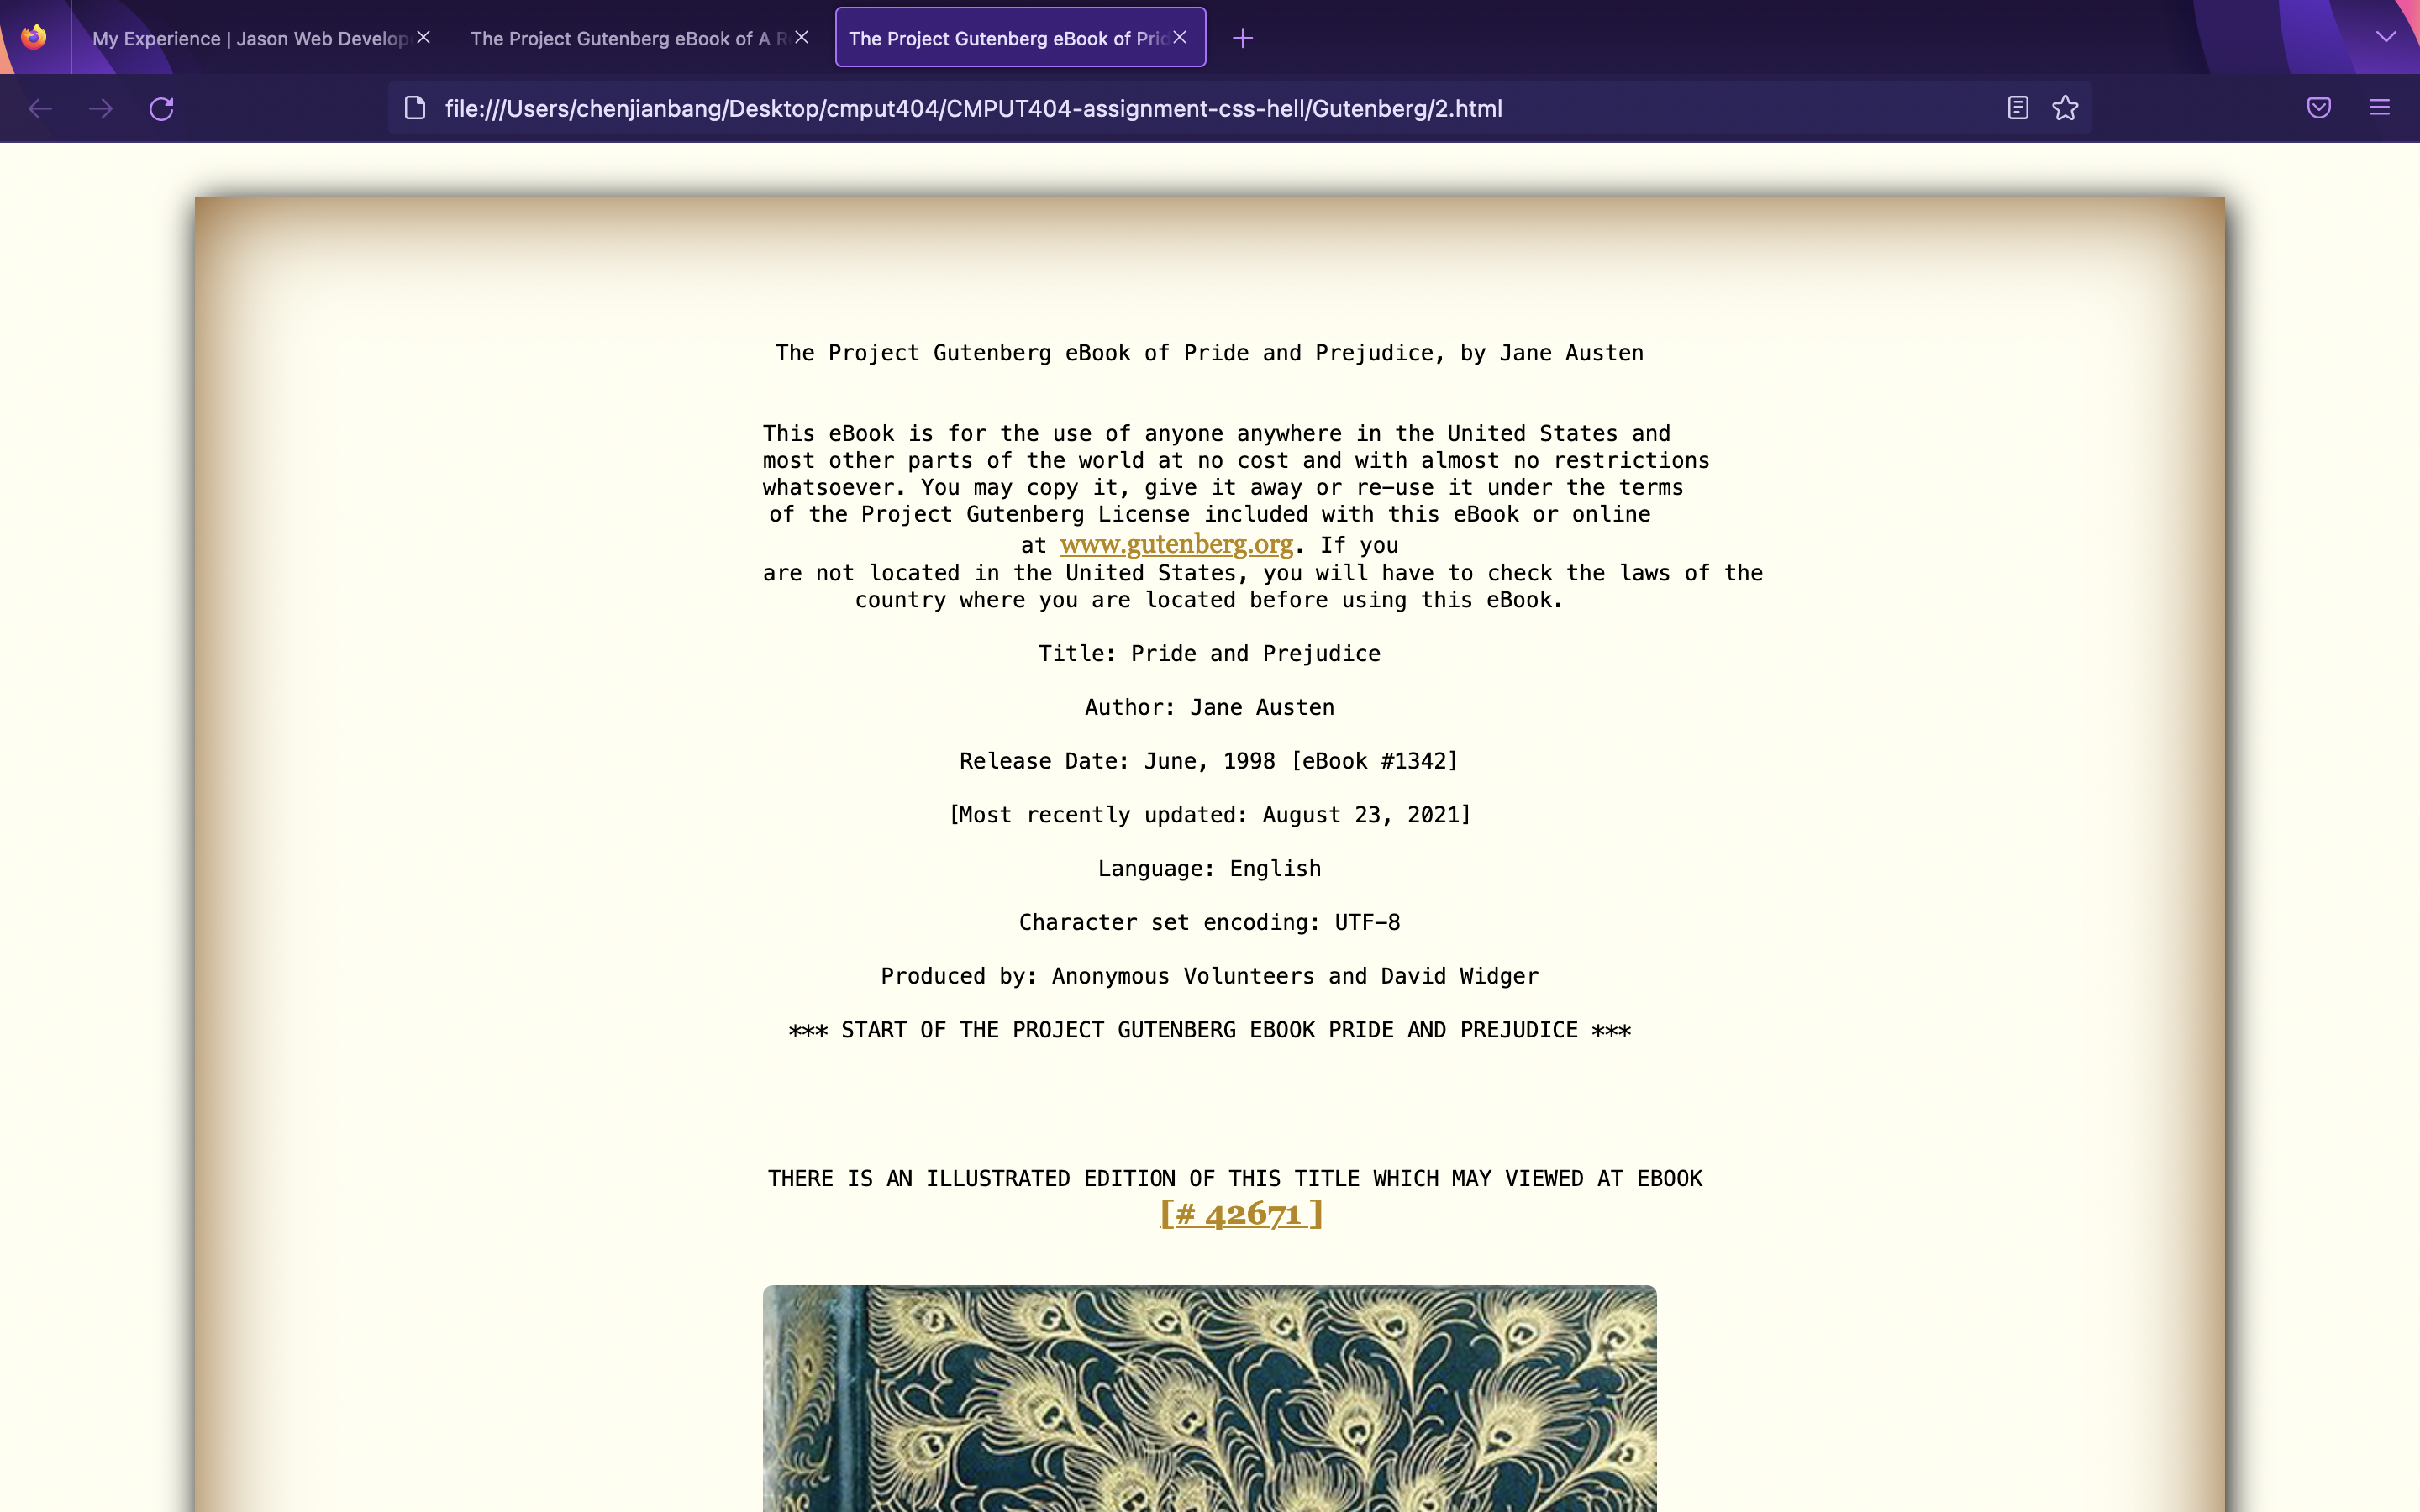 My Experience | Jason Web Develop
The Project Gutenberg eBook of A R
The Project Gutenberg eBook of Prid
file:///Users/chenjianbang/Desktop/cmput404/CMPUT404-assignment-css-hell/Gutenberg/2.html
The Project Gutenberg eBook of Pride and Prejudice, by Jane Austen
This eBook is for the use of anyone anywhere in the United States and
most other parts of the world at no cost and with almost no restrictions
whatsoever. You may copy it, give it away or re-use it under the terms
of the Project Gutenberg License included with this eBook or online
at www.gutenberg.org. If you
are not located in the United States, you will have to check the laws of the
country where you are located before using this eBook.
Title: Pride and Prejudice
Author: Jane Austen
Release Date: June, 1998 [eBook #1342]
[Most recently updated: August 23, 2021]
Language: English
Character set encoding: UTF-8
Produced by: Anonymous Volunteers and David Widger
*** START OF THE PROJECT GUTENBERG EBOOK PRIDE AND PREJUDICE ***
THERE IS AN ILLUSTRATED EDITION OF THIS TITLE WHICH MAY VIEWED AT EBOOK
[# 42671 ]